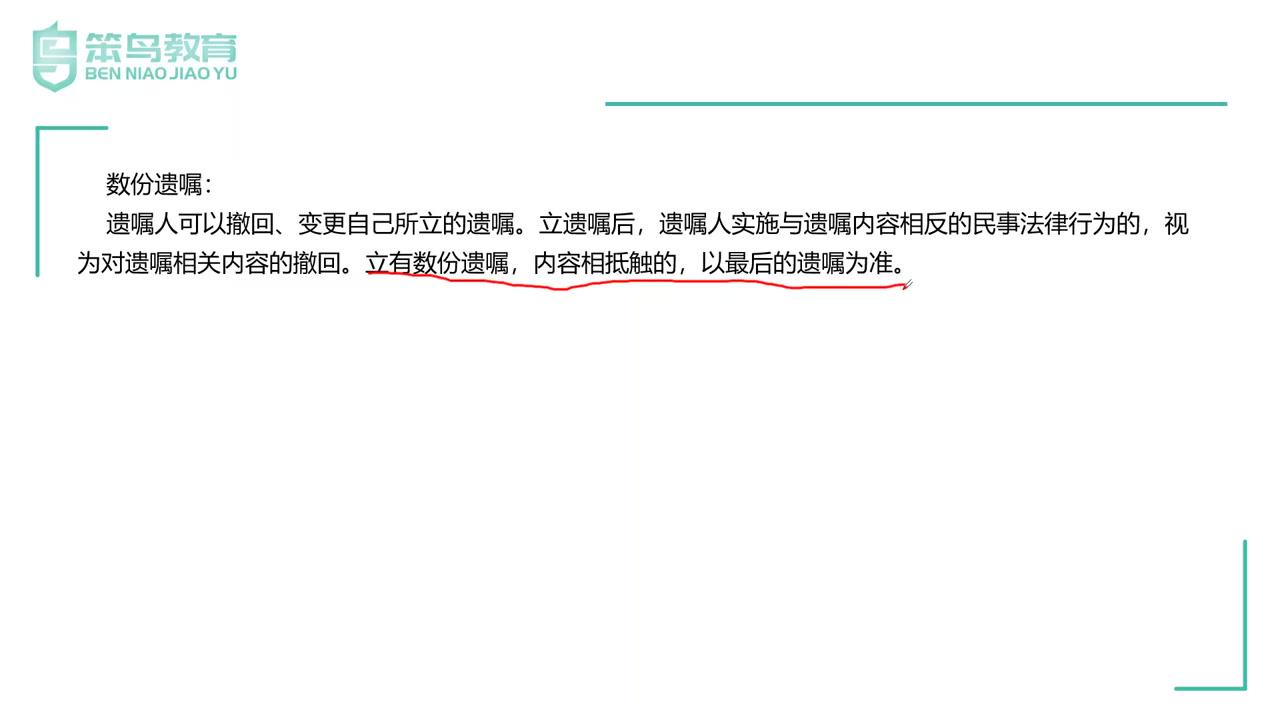 笨鸟教育
BEN NIAO JIAO YU
数份遗嘱：
遗嘱人可以撤回、变更自己所立的遗嘱。立遗嘱后，遗嘱人实施与遗嘱内容相反的民事法律行为的，视
为对遗嘱相关内容的撤回。立有数份遗嘱，内容相抵触的，以最后的遗嘱为准。